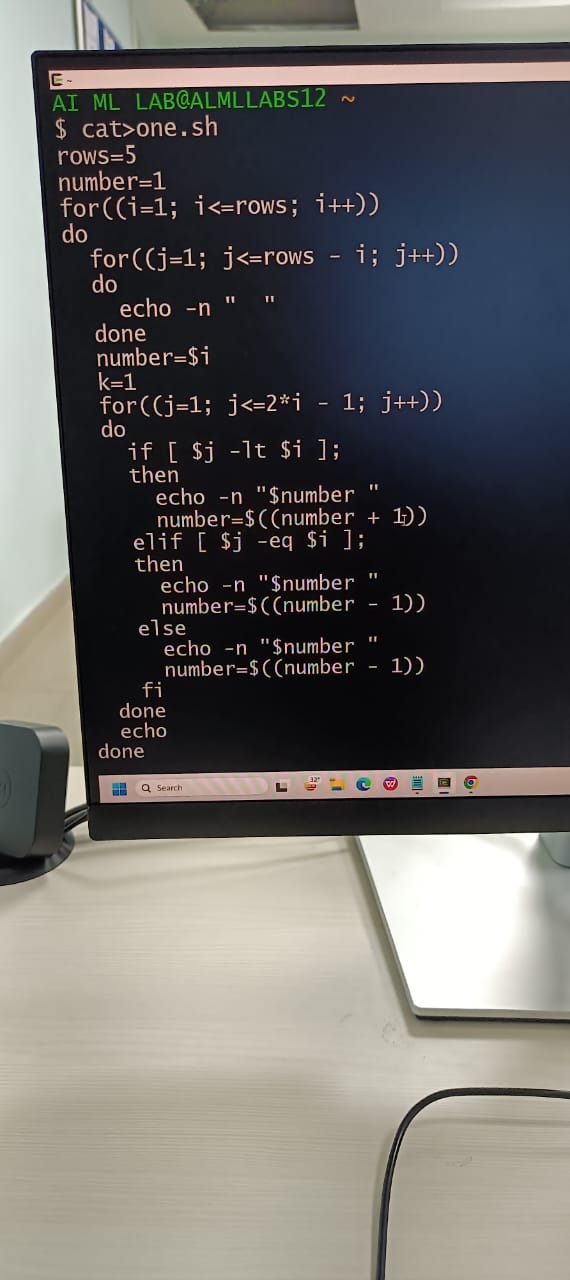 ~
AI ML LAB@ALMLLABS12 ~
$ cat>one.sh
rows=5
number=1
for((i=1; i<=rows; i++))
do
for((j=1; j<=rows - i; j++))
do
echo -n "  "
done
number=$i
k=1
for((j=1; j<=2*i - 1; j++))
do
if [ $j -lt $i ];
then
echo -n "$number "
number=$((number + 1))
elif [ $j -eq $i ];
then
echo -n "$number "
number=$((number - 1))
else
echo -n "$number "
number=$((number - 1))
fi
done
echo
done
Search
32°